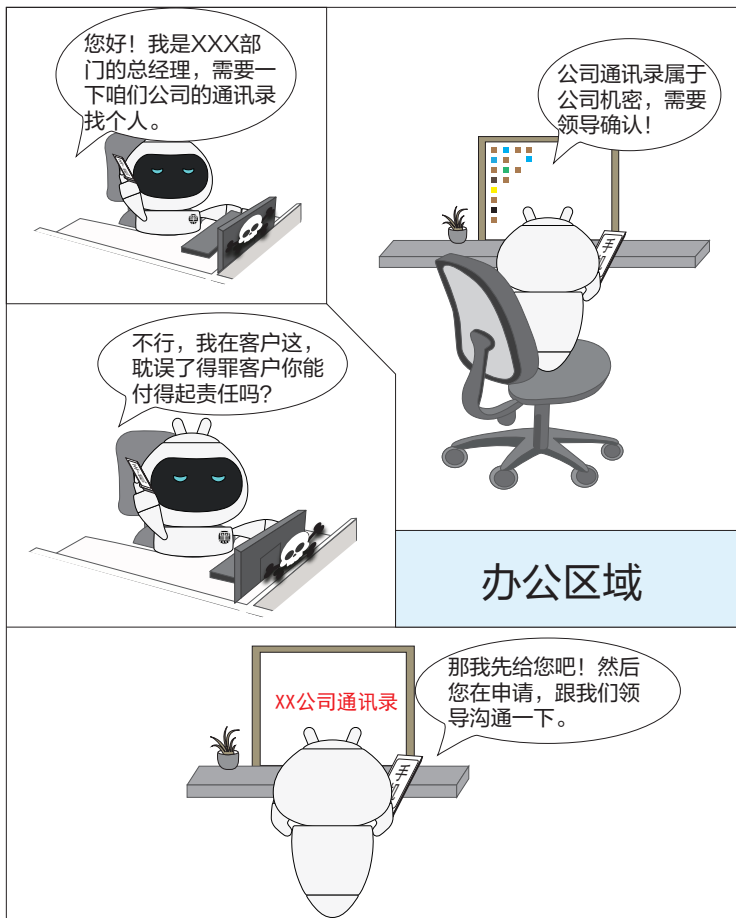 您好！我是XXX部
门的总经理，需要一
下咱们公司的通讯录
找个人。
公司通讯录属于
公司机密，需要
领导确认！
手机
不行，我在客户这，
耽误了得罪客户你能
付得起责任吗？
办公区域
XX公司通讯录
那我先给您吧！然后
您在申请，跟我们领
导沟通一下。
手机